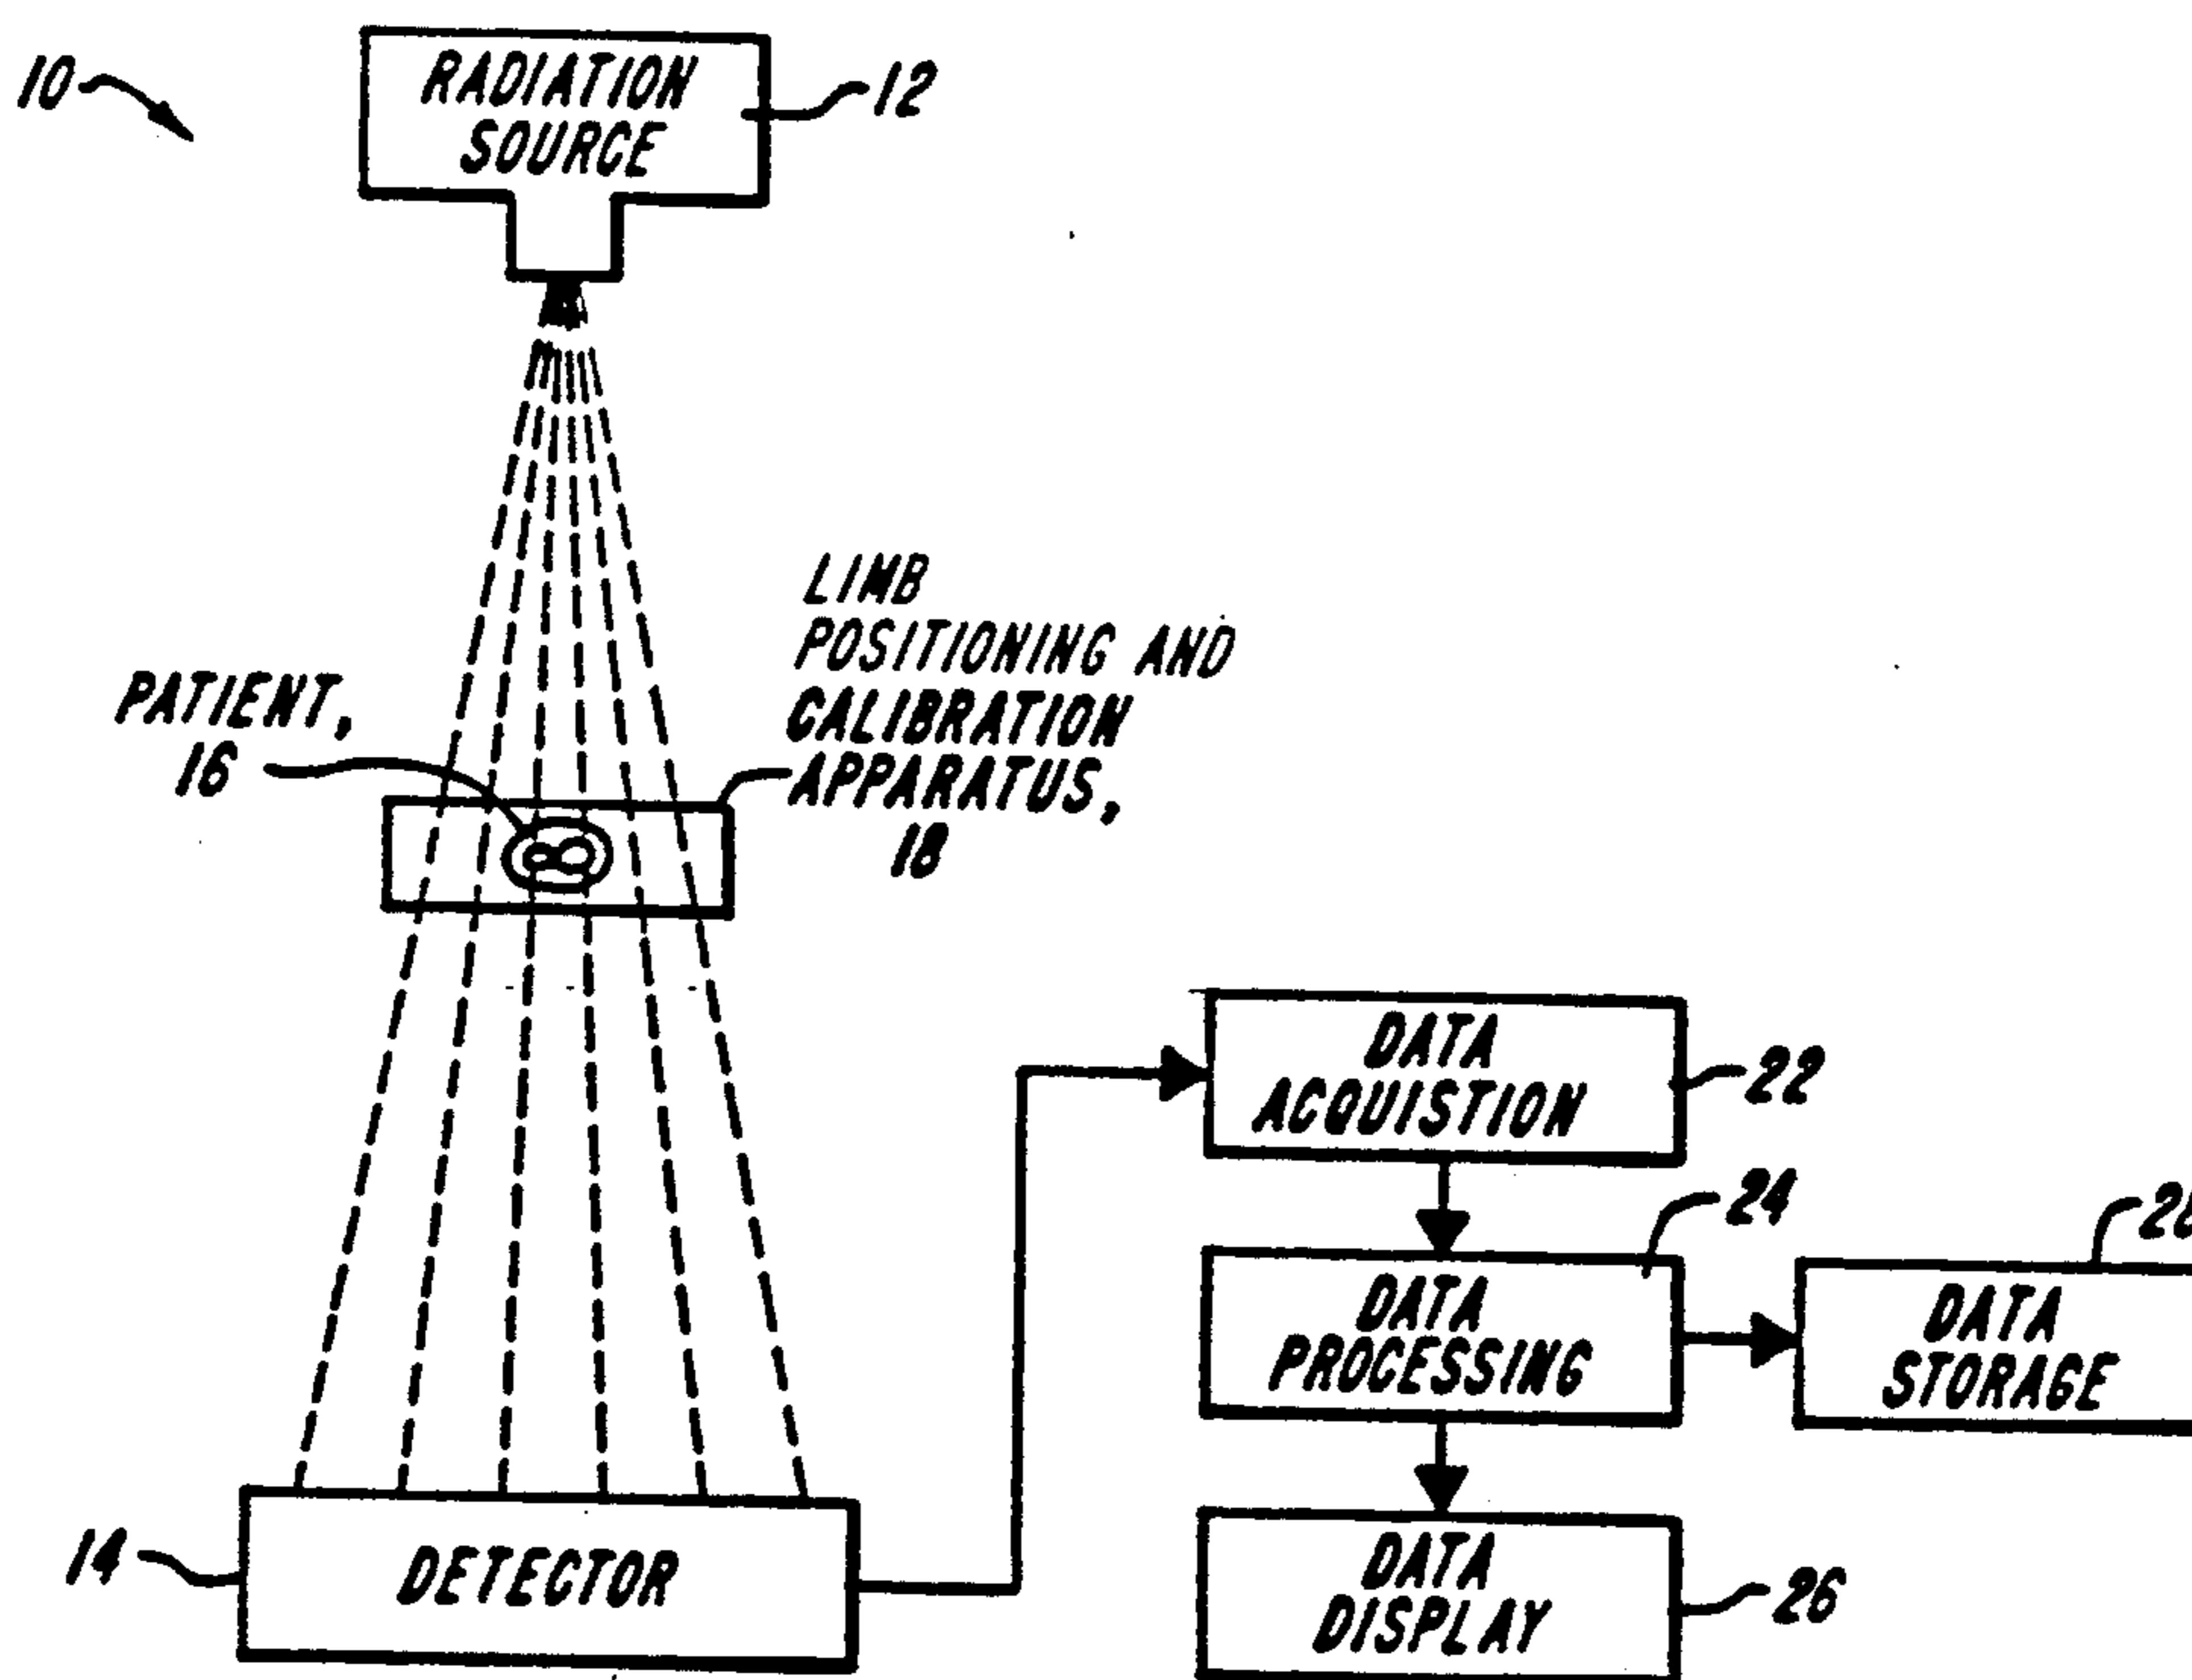 10
RADIATION
SOURCE
12
LIMB
POSITIONING AND
CALIBRATION
APPARATUS,
18
PATIENT,
16
DATA
ACQUISTION
22
24
DATA
PROCESSING
DATA
STORAGE
14
DETECTOR
DATA
DISPLAY
26